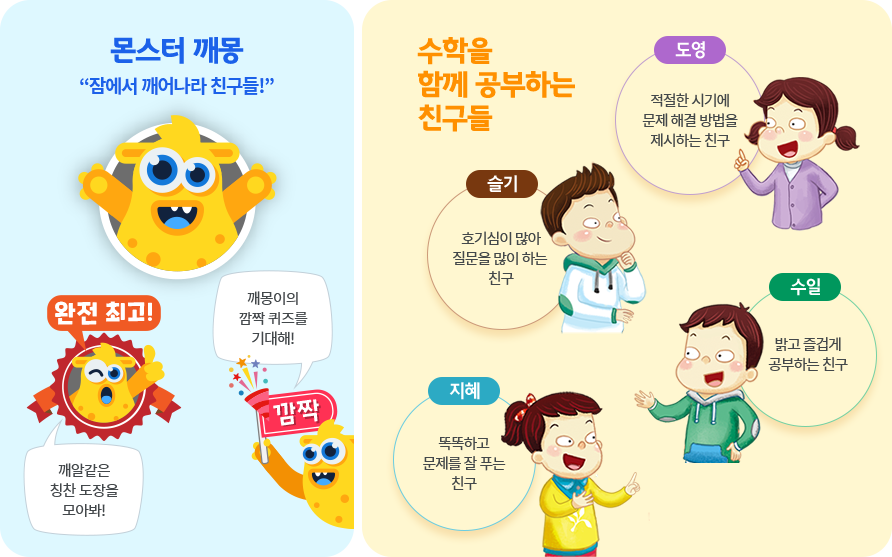 몬스터 깨몽
“잠에서 깨어나라 친구들!”
완전 최고!
깨몽이의
깜짝 퀴즈를
기대해!
깜짝
깨알같은
칭찬 도장을
모아봐!
수학을
함께 공부하는
친구들
도영
적절한 시기에
문제 해결 방법을
제시하는 친구
슬기
호기심이 많아
질문을 많이 하는
친구
수일
밝고 즐겁게
공부하는 친구
지혜
똑똑하고
문제를 잘 푸는
친구